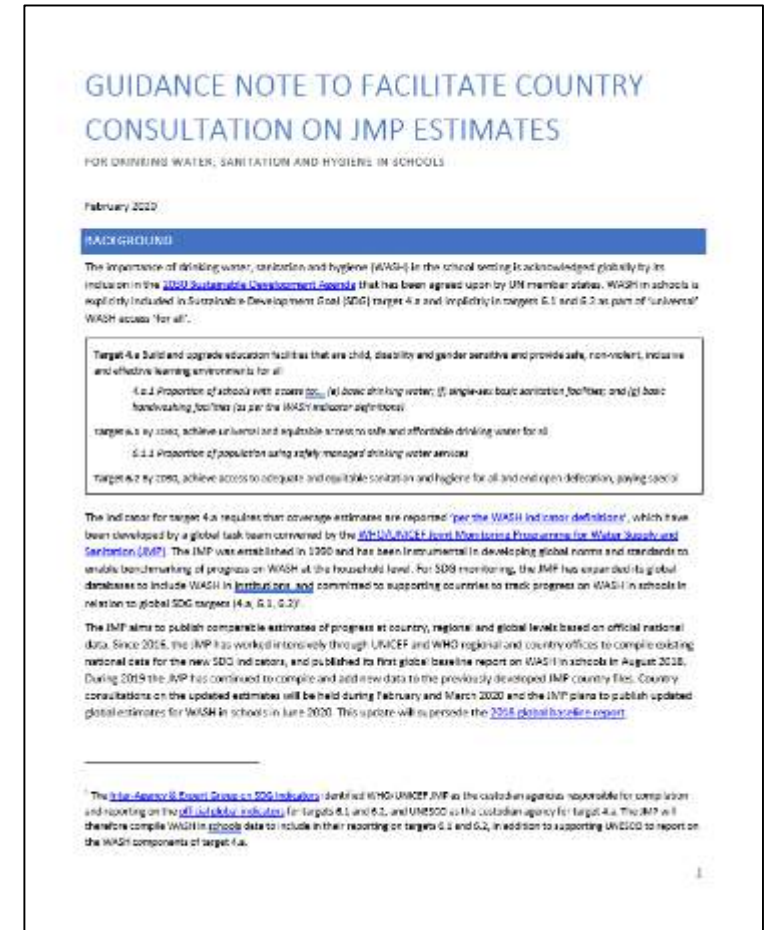 GUIDANCE NOTE TO FACILITATE COUNTRY
CONSULTATION ON JMP ESTIMATES
FOR DRINKING WATER, SANITATION AND HYGIENE IN SCHOOLS
February 2020
BACKGROUND
The importance of drinking water, sanitation and hygiene (WASH) in the school setting is acknowledged globally by its
inclusion in the 2030 Sustainable Development Agenda that has been agreed upon by UN member states. WASH in schools is
explicitly included in Sustainable Development Goal (SDG) target 4.a and implicitly in targets 6.1 and 6.2 as part of 'universal'
WASH access 'for all'.
Target 4.a Build and upgrade education facilities that are child, disability and gender sensitive and provide safe, non-violent, inclusive
and effective learning environments for all
4.a.1 Proportion of schools with access to:... (e) basic drinking water; (f) single-sex basic sanitation facilities; and (g) basic
handwashing facilities (as per the WASH indicator definitions)
Target 6.1 By 2030, achieve universal and equitable access to safe and affordable drinking water for all
6.1.1 Proportion of population using safely managed drinking water services
Target 6.2 By 2030, achieve access to adequate and equitable sanitation and hygiene for all and end open defecation, paying special
The indicator for target 4.a requires that coverage estimates are reported 'per the WASH indicator definitions', which have
been developed by a global task team convened by the WHO/UNICEF Joint Monitoring Programme for Water Supply and
Sanitation (JMP). The JMP was established in 1990 and has been instrumental in developing global norms and standards to
enable benchmarking of progress on WASH at the household level. For SDG monitoring, the JMP has expanded its global
databases to include WASH in institutions, and committed to supporting countries to track progress on WASH in schools in
relation to global SDG targets (4.a, 6.1, 6.2)¹.
The JMP aims to publish comparable estimates of progress at country, regional and global levels based on official national
data. Since 2016, the JMP has worked intensively through UNICEF and WHO regional and country offices to compile existing
national data for the new SDG indicators, and published its first global baseline report on WASH in schools in August 2018.
During 2019 the JMP has continued to compile and add new data to the previously developed JMP country files. Country
consultations on the updated estimates will be held during February and March 2020 and the JMP plans to publish updated
global estimates for WASH in schools in June 2020. This update will supersede the 2018 global baseline report.
¹ The Inter-Agency & Expert Group on SDG Indicators identified WHO/UNICEF JMP as the custodian agencies responsible for compilation
and reporting on the official global indicators for targets 6.1 and 6.2, and UNESCO as the custodian agency for target 4.a. The JMP will
therefore compile WASH in schools data to include in their reporting on targets 6.1 and 6.2, in addition to supporting UNESCO to report on
the WASH components of target 4.a.
1